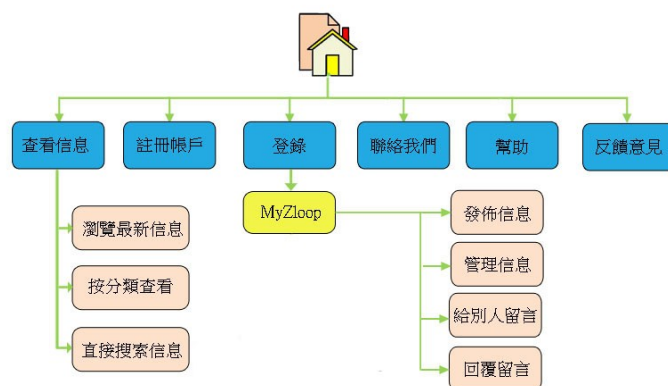 查看信息
註冊帳戶
登錄
聯絡我們
幫助
反饋意見
瀏覽最新信息
按分類查看
直接搜索信息
MyZloop
發佈信息
管理信息
給別人留言
回覆留言